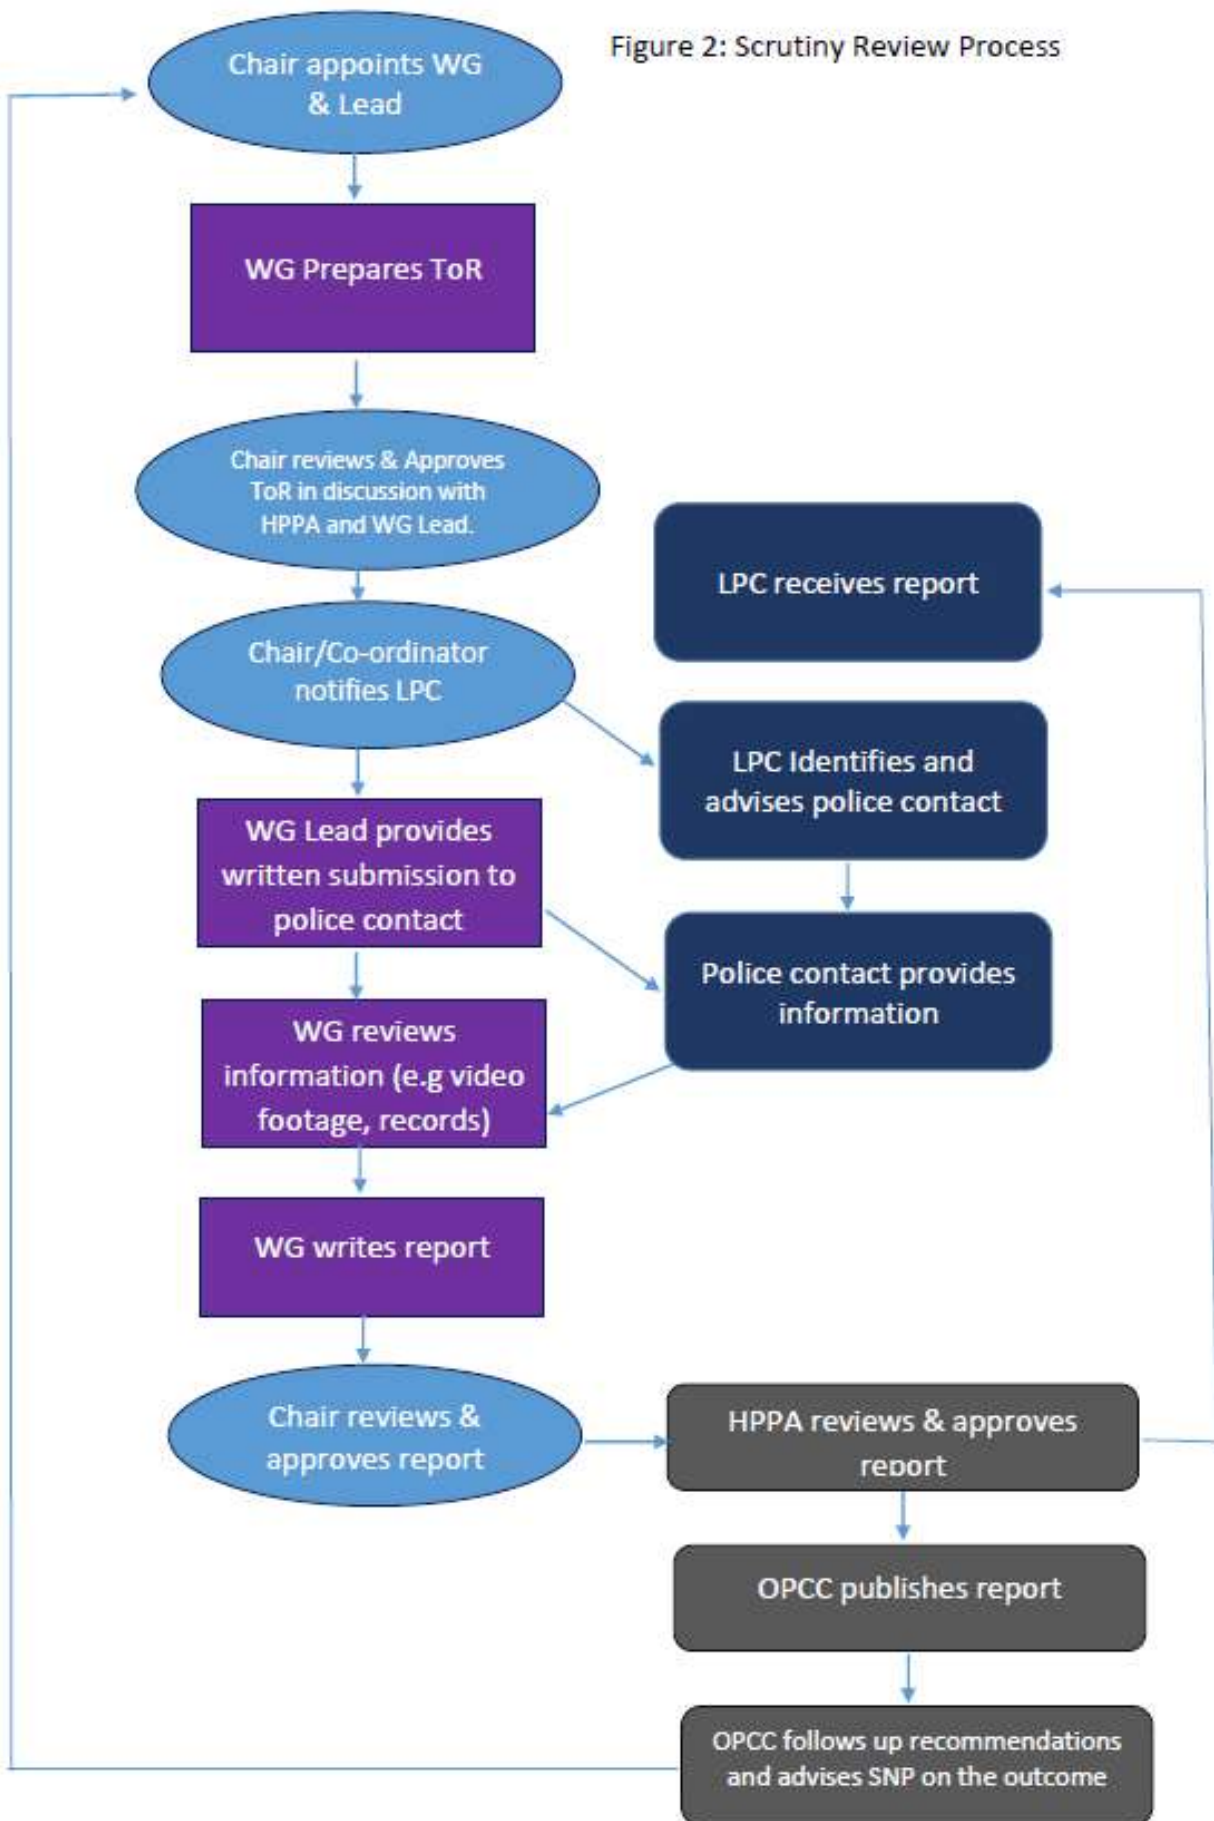 Figure 2: Scrutiny Review Process
Chair appoints WG
& Lead
WG Prepares ToR
Chair reviews & Approves
ToR in discussion with
HPPA and WG Lead.
Chair/Co-ordinator
notifies LPC
LPC receives report
LPC Identifies and
advises police contact
WG Lead provides
written submission to
police contact
Police contact provides
information
WG reviews
information (e.g video
footage, records)
WG writes report
Chair reviews &
approves report
HPPA reviews & approves
report
OPCC publishes report
OPCC follows up recommendations
and advises SNP on the outcome